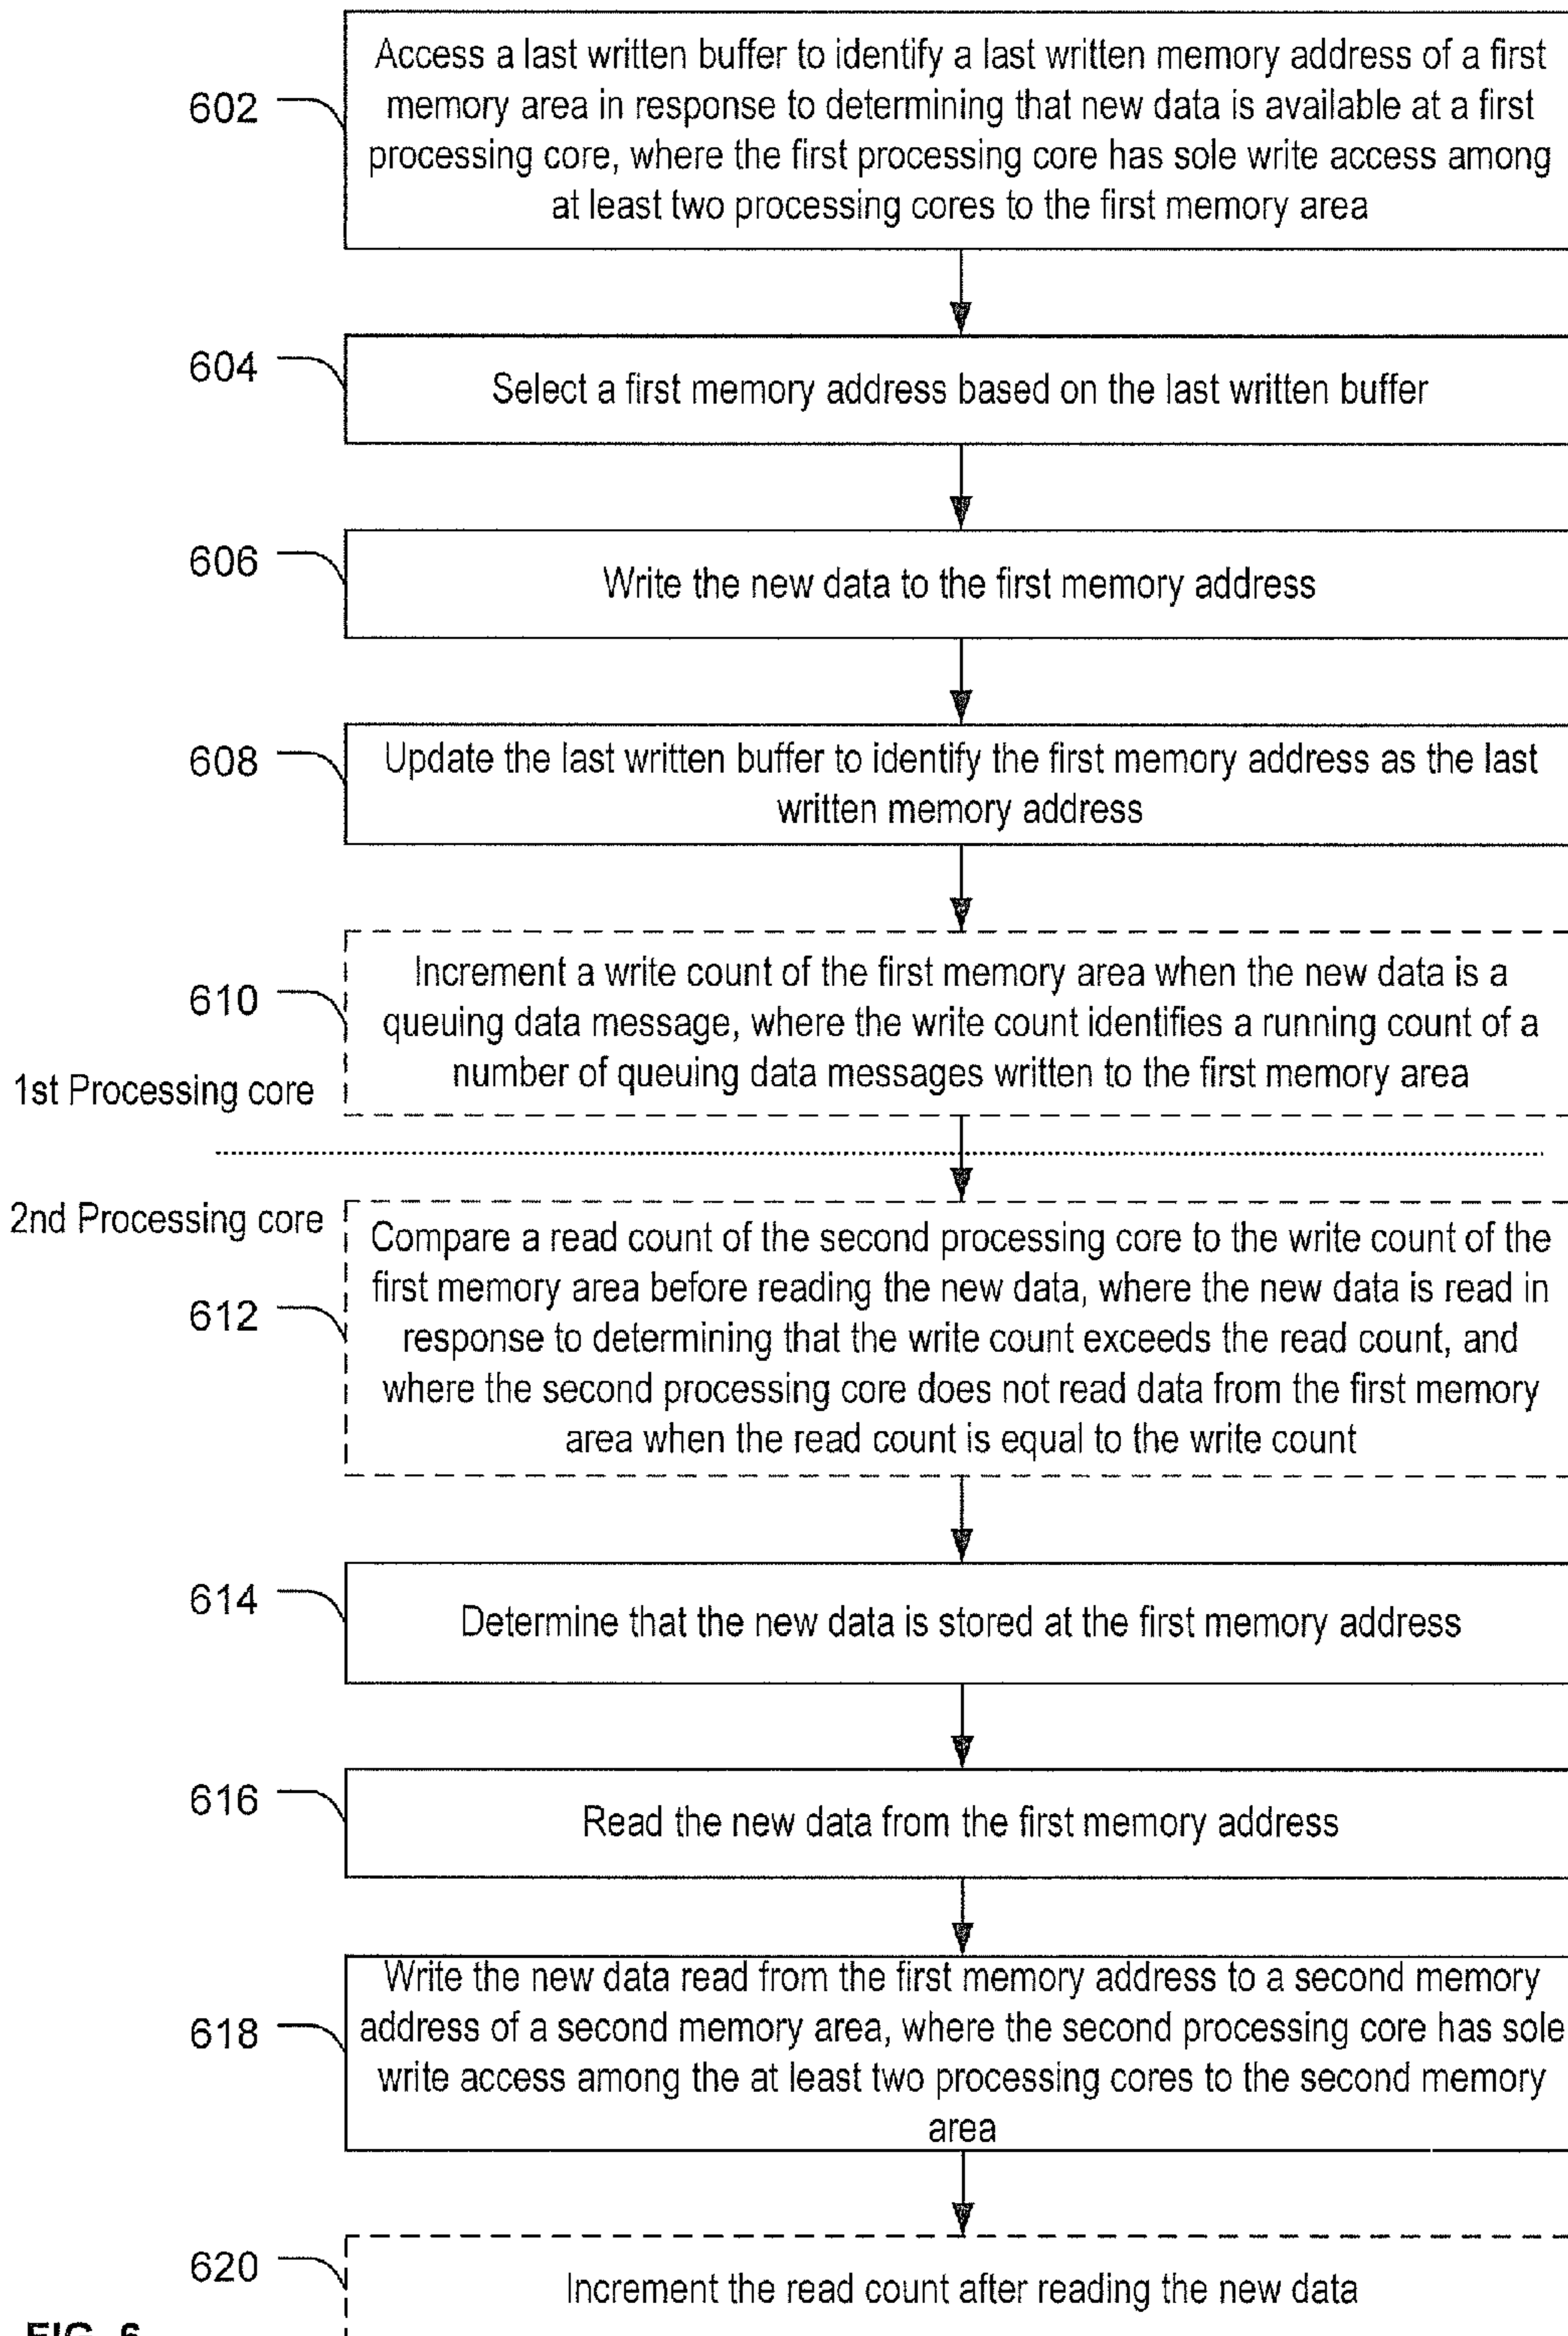 602
Access a last written buffer to identify a last written memory address of a first
memory area in response to determining that new data is available at a first
processing core, where the first processing core has sole write access among
at least two processing cores to the first memory area
604
Select a first memory address based on the last written buffer
606
Write the new data to the first memory address
608
Update the last written buffer to identify the first memory address as the last
written memory address
610
Increment a write count of the first memory area when the new data is a
queuing data message, where the write count identifies a running count of a
number of queuing data messages written to the first memory area
1st Processing core
2nd Processing core
612
Compare a read count of the second processing core to the write count of the
first memory area before reading the new data, where the new data is read in
response to determining that the write count exceeds the read count, and
where the second processing core does not read data from the first memory
area when the read count is equal to the write count
614
Determine that the new data is stored at the first memory address
616
Read the new data from the first memory address
618
Write the new data read from the first memory address to a second memory
address of a second memory area, where the second processing core has sole
write access among the at least two processing cores to the second memory
area
620
Increment the read count after reading the new data
FIG. 6